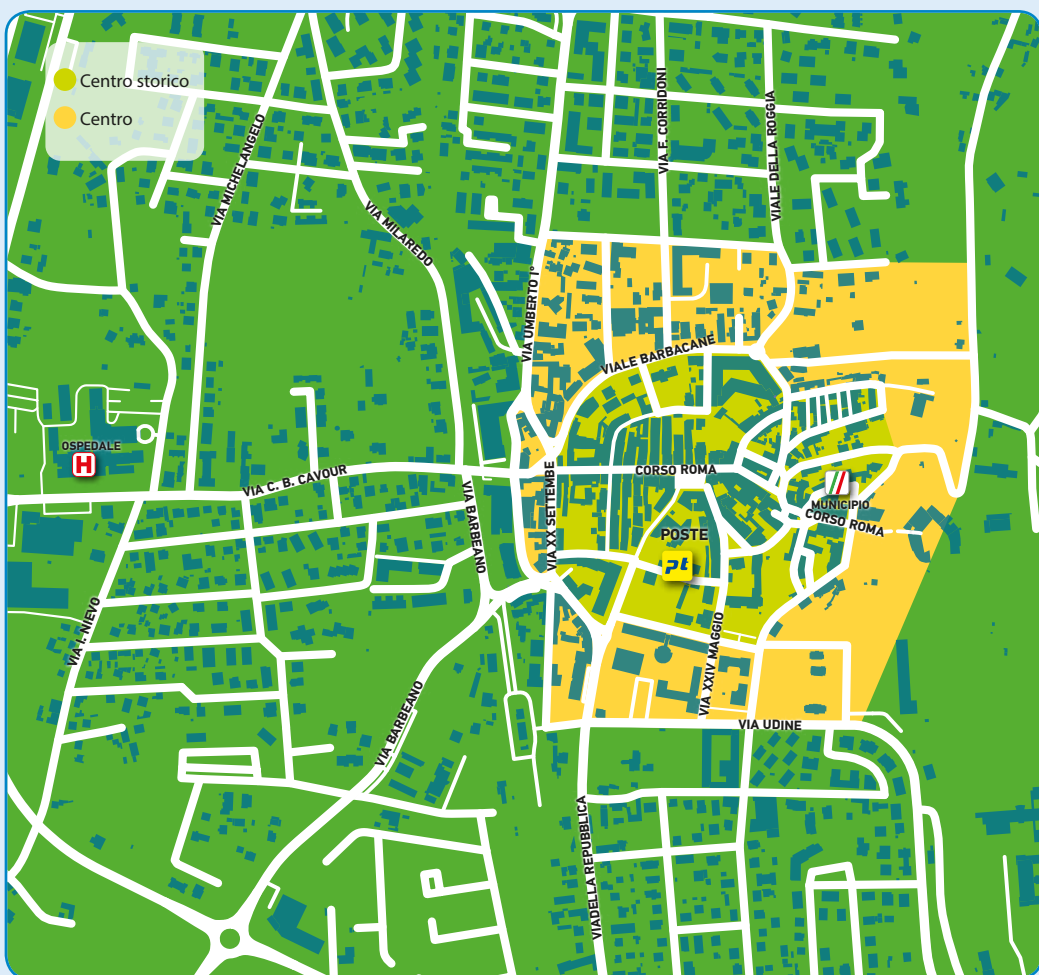 Centro storico
Centro
VIA F. CORRIDONI
VIALE DELLA ROGGIA
VIA MICHELANGELO
VIA MILAREDO
VIA UMBERTO I°
VIALE BARBACANE
OSPEDALE
H
VIA C. B. CAVOUR
VIA BARBEANO
VIA XX SETTEMBE
CORSO ROMA
MUNICIPIO
CORSO ROMA
POSTE
pt
VIA I. NIEVO
VIA BARBEANO
VIA XXIV MAGGIO
VIA UDINE
VIADELLA REPUBBLICA